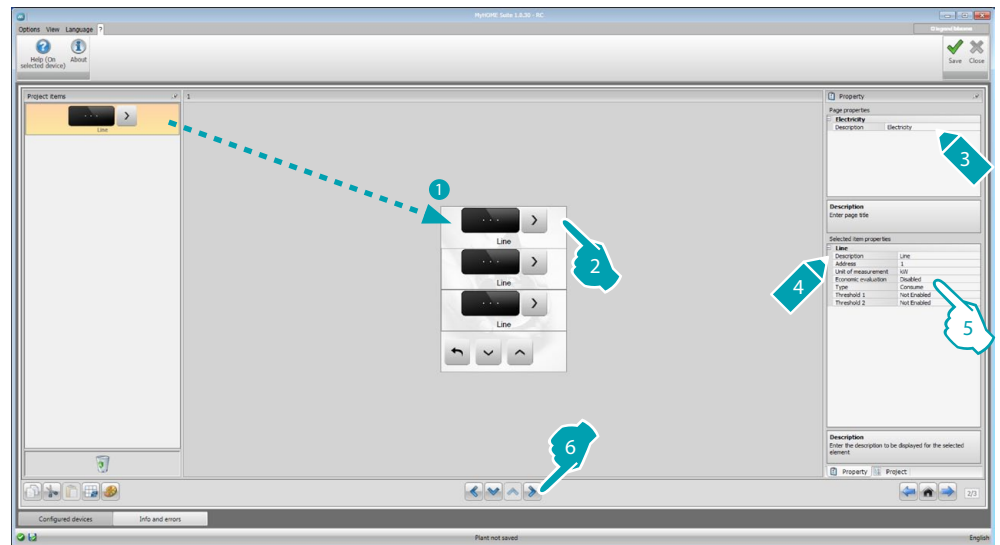 MyHOME Suite 1.0.30 - RC
Options View Language ?
Help (On selected device)
About
Save Close
Project items
Line
1
1
Line
Line
Line
2
6
Property
Page properties
Electricity
Description Electricity
3
Description
Enter page title
Selected item properties
Line
Description Line
Address 1
Unit of measurement kW
Economic evaluation Disabled
Type Consume
Threshold 1 Not Enabled
Threshold 2 Not Enabled
4
5
Description
Enter the description to be displayed for the selected
element
Property Project
2/3
Configured devices Info and errors
Plant not saved
English